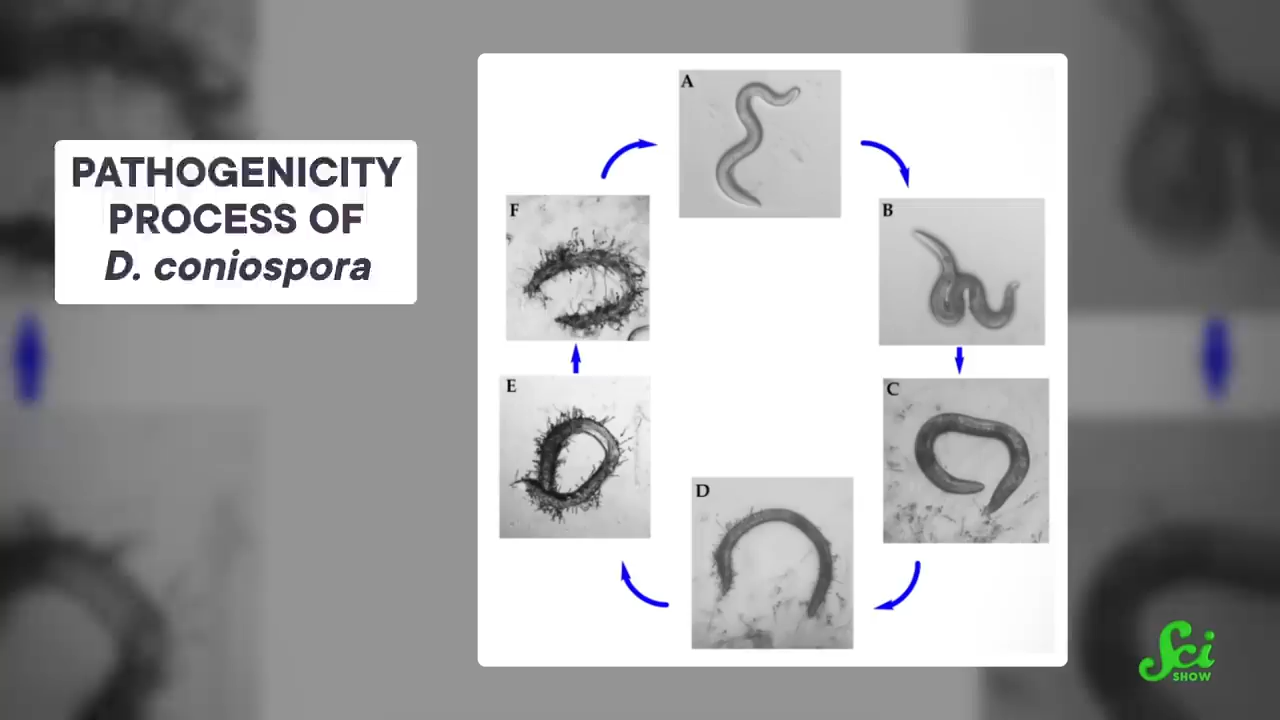 PATHOGENICITY
PROCESS OF
D. coniospora
A
B
C
D
E
F
Sci
SHOW